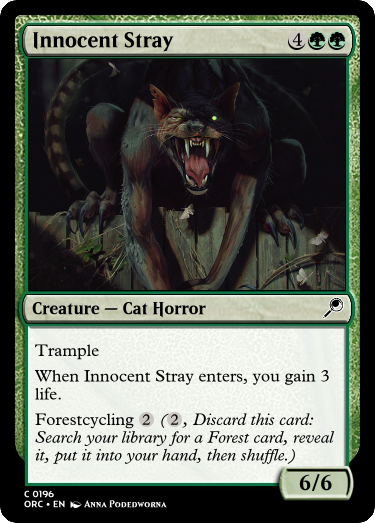 Innocent Stray 4
Creature — Cat Horror
Trample
When Innocent Stray enters, you gain 3
life.
Forestcycling 2 (2, Discard this card:
Search your library for a Forest card, reveal
it, put it into your hand, then shuffle.)
6/6
C 0196
ORC • EN Anna Podedworna